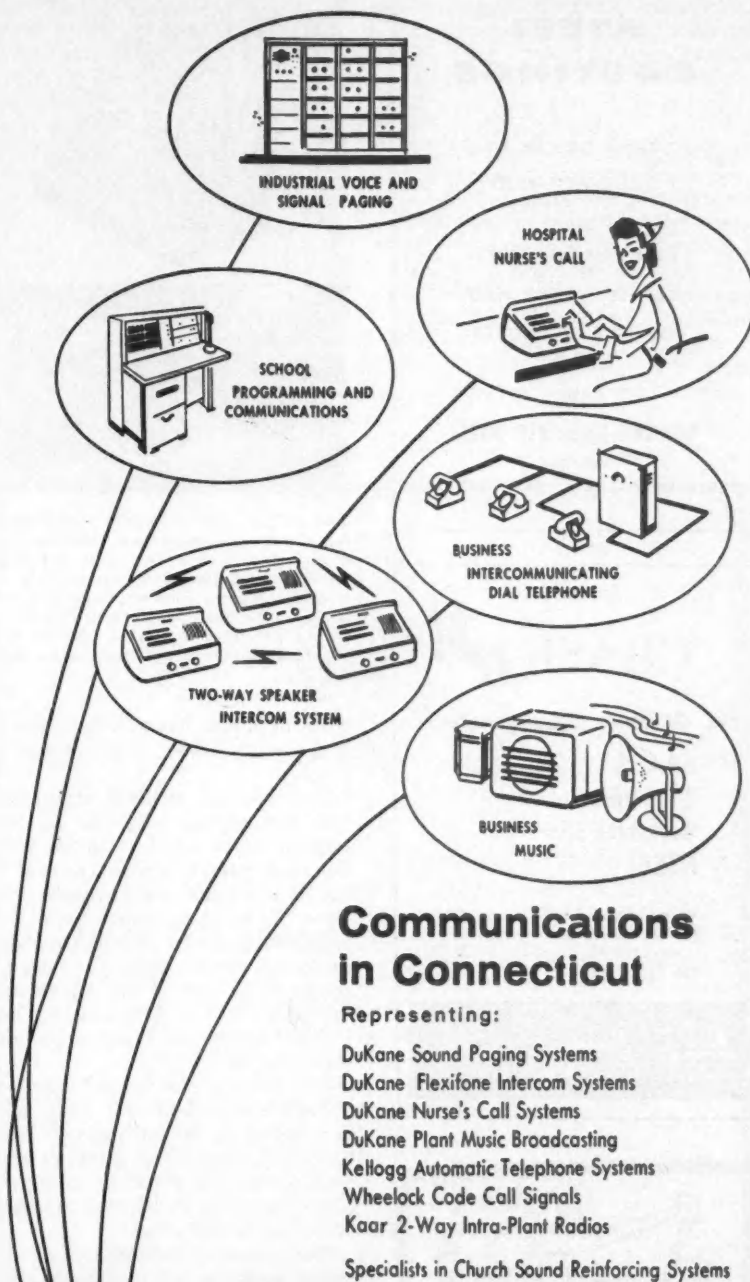 INDUSTRIAL VOICE AND
SIGNAL PAGING
HOSPITAL
NURSE'S CALL
SCHOOL
PROGRAMMING AND
COMMUNICATIONS
BUSINESS
INTERCOMMUNICATING
DIAL TELEPHONE
TWO-WAY SPEAKER
INTERCOM SYSTEM
BUSINESS
MUSIC
Communications
in Connecticut
Representing:
DuKane Sound Paging Systems
DuKane Flexifone Intercom Systems
DuKane Nurse's Call Systems
DuKane Plant Music Broadcasting
Kellogg Automatic Telephone Systems
Wheelock Code Call Signals
Kaar 2-Way Intra-Plant Radios
Specialists in Church Sound Reinforcing Systems